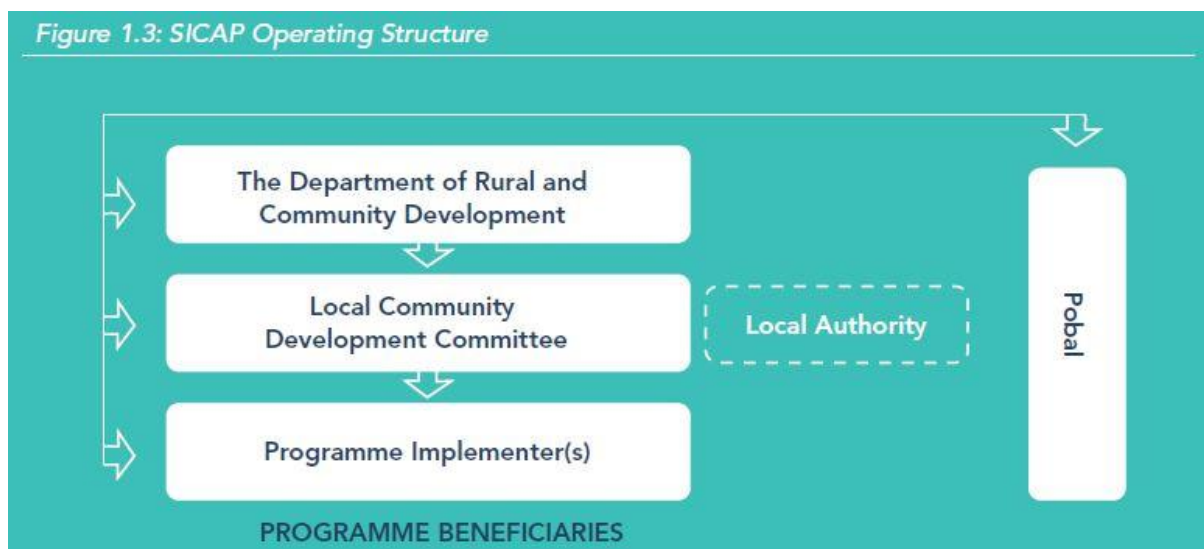 Figure 1.3: SICAP Operating Structure
The Department of Rural and
Community Development
Local Community
Development Committee
Local Authority
Pobal
Programme Implementer(s)
PROGRAMME BENEFICIARIES